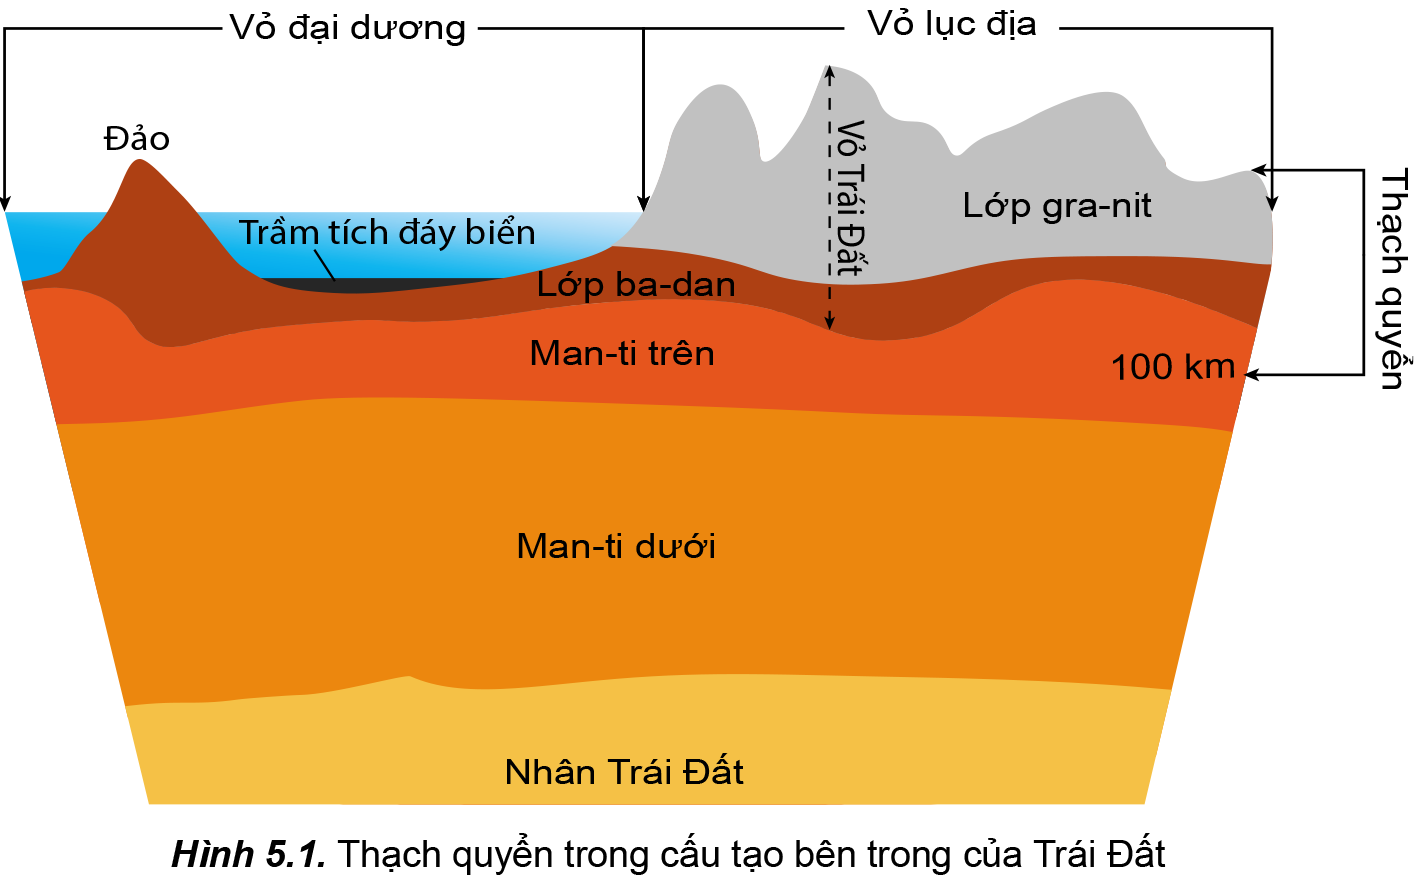 Vỏ đại dương
Vỏ lục địa
Đảo
Vỏ Trái Đất
Thạch quyển
Lớp gra-nit
Trầm tích đáy biển
Lớp ba-dan
Man-ti trên
100 km
Man-ti dưới
Nhân Trái Đất
Hình 5.1. Thạch quyển trong cấu tạo bên trong của Trái Đất